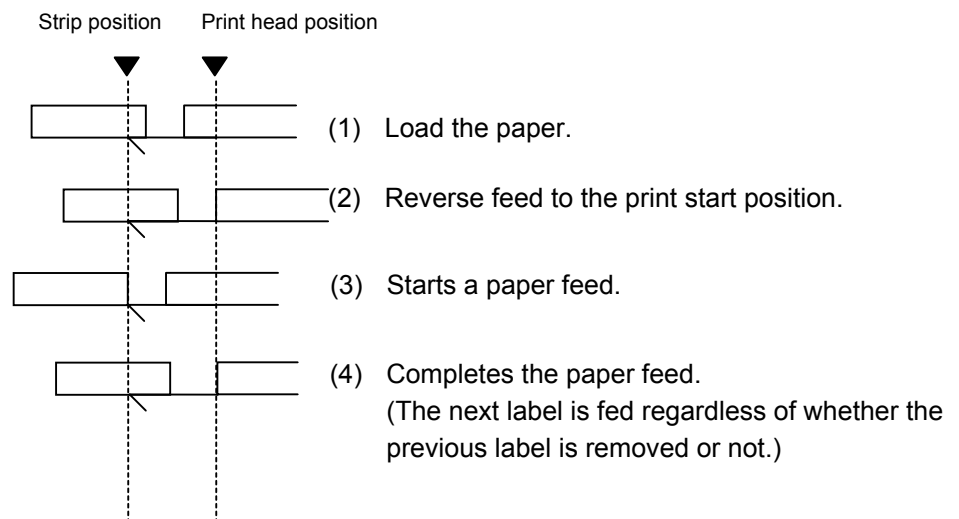 Strip position Print head position
(1) Load the paper.
(2) Reverse feed to the print start position.
(3) Starts a paper feed.
(4) Completes the paper feed.
(The next label is fed regardless of whether the
previous label is removed or not.)